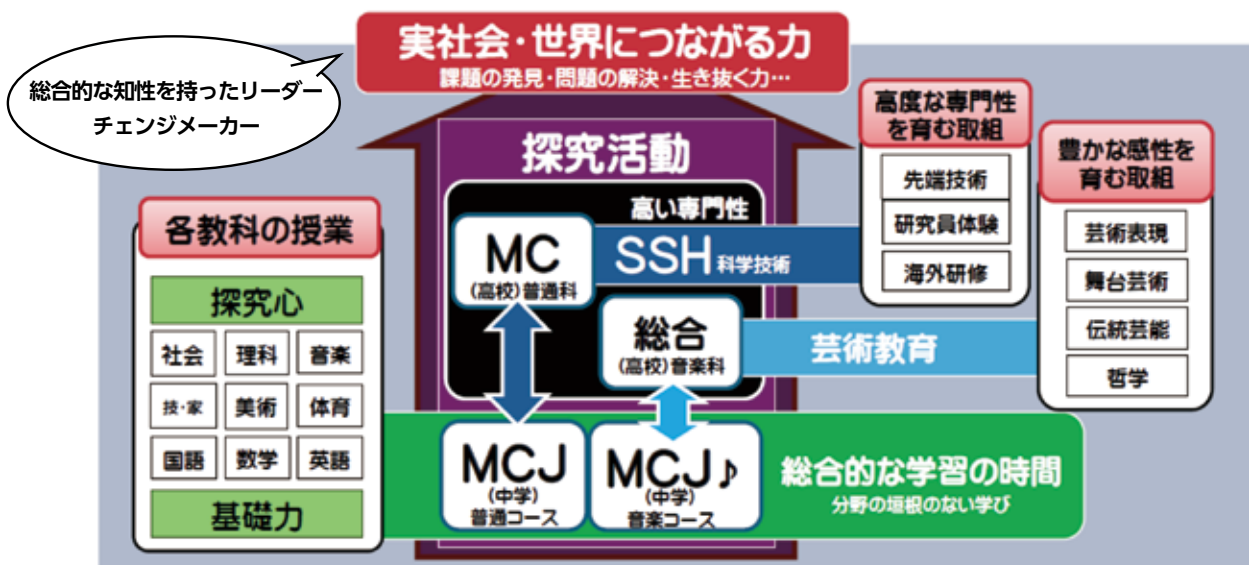 実社会・世界につながる力
課題の発見・問題の解決・生き抜く力…
総合的な知性を持ったリーダー
チェンジメーカー
探究活動
高い専門性
MC
(高校)普通科
SSH 科学技術
総合
(高校)音楽科
芸術教育
高度な専門性
を育む取組
先端技術
研究員体験
海外研修
豊かな感性を
育む取組
芸術表現
舞台芸術
伝統芸能
哲学
各教科の授業
探究心
社会 理科 音楽
技・家 美術 体育
国語 数学 英語
基礎力
MCJ
(中学)
普通コース
MCJ♪
(中学)
音楽コース
総合的な学習の時間
分野の垣根のない学び